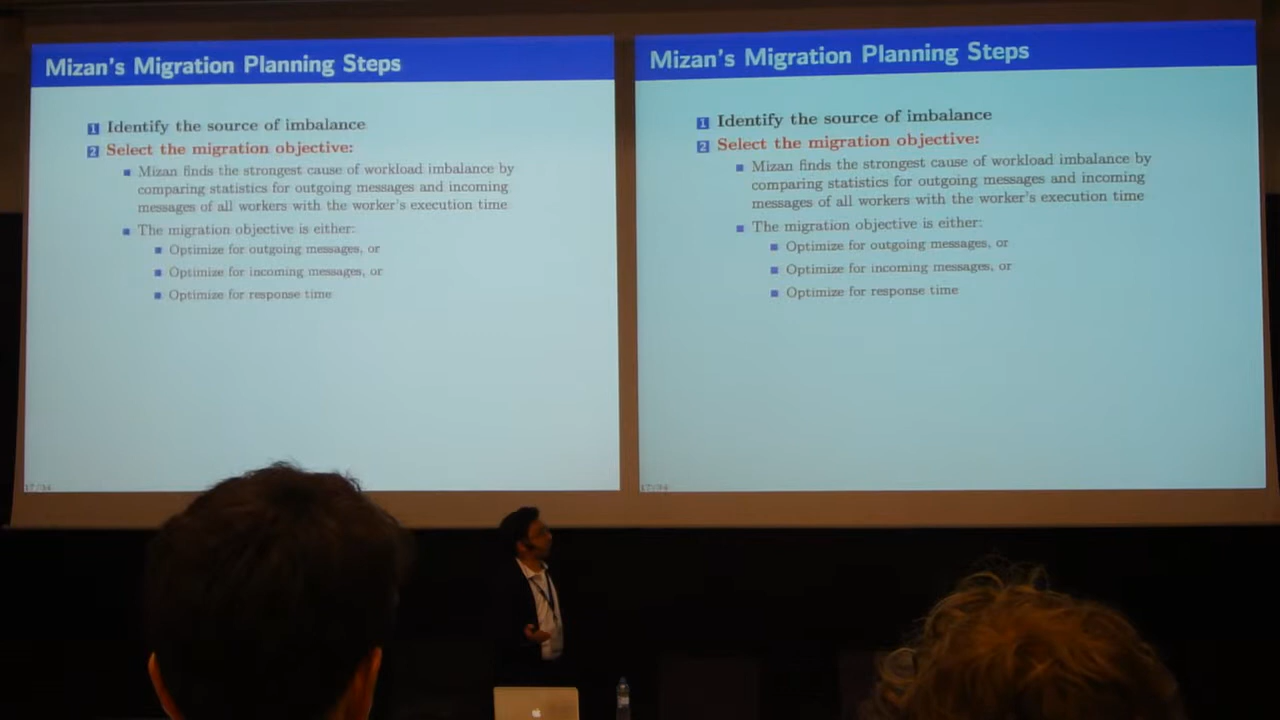 Mizan's Migration Planning Steps
1 Identify the source of imbalance
2 Select the migration objective:
Mizan finds the strongest cause of workload imbalance by
comparing statistics for outgoing messages and incoming
messages of all workers with the worker's execution time
The migration objective is either:
Optimize for outgoing messages, or
Optimize for incoming messages, or
Optimize for response time
17/34
Mizan's Migration Planning Steps
1 Identify the source of imbalance
2 Select the migration objective:
Mizan finds the strongest cause of workload imbalance by
comparing statistics for outgoing messages and incoming
messages of all workers with the worker's execution time
The migration objective is either:
Optimize for outgoing messages, or
Optimize for incoming messages, or
Optimize for response time
17/34